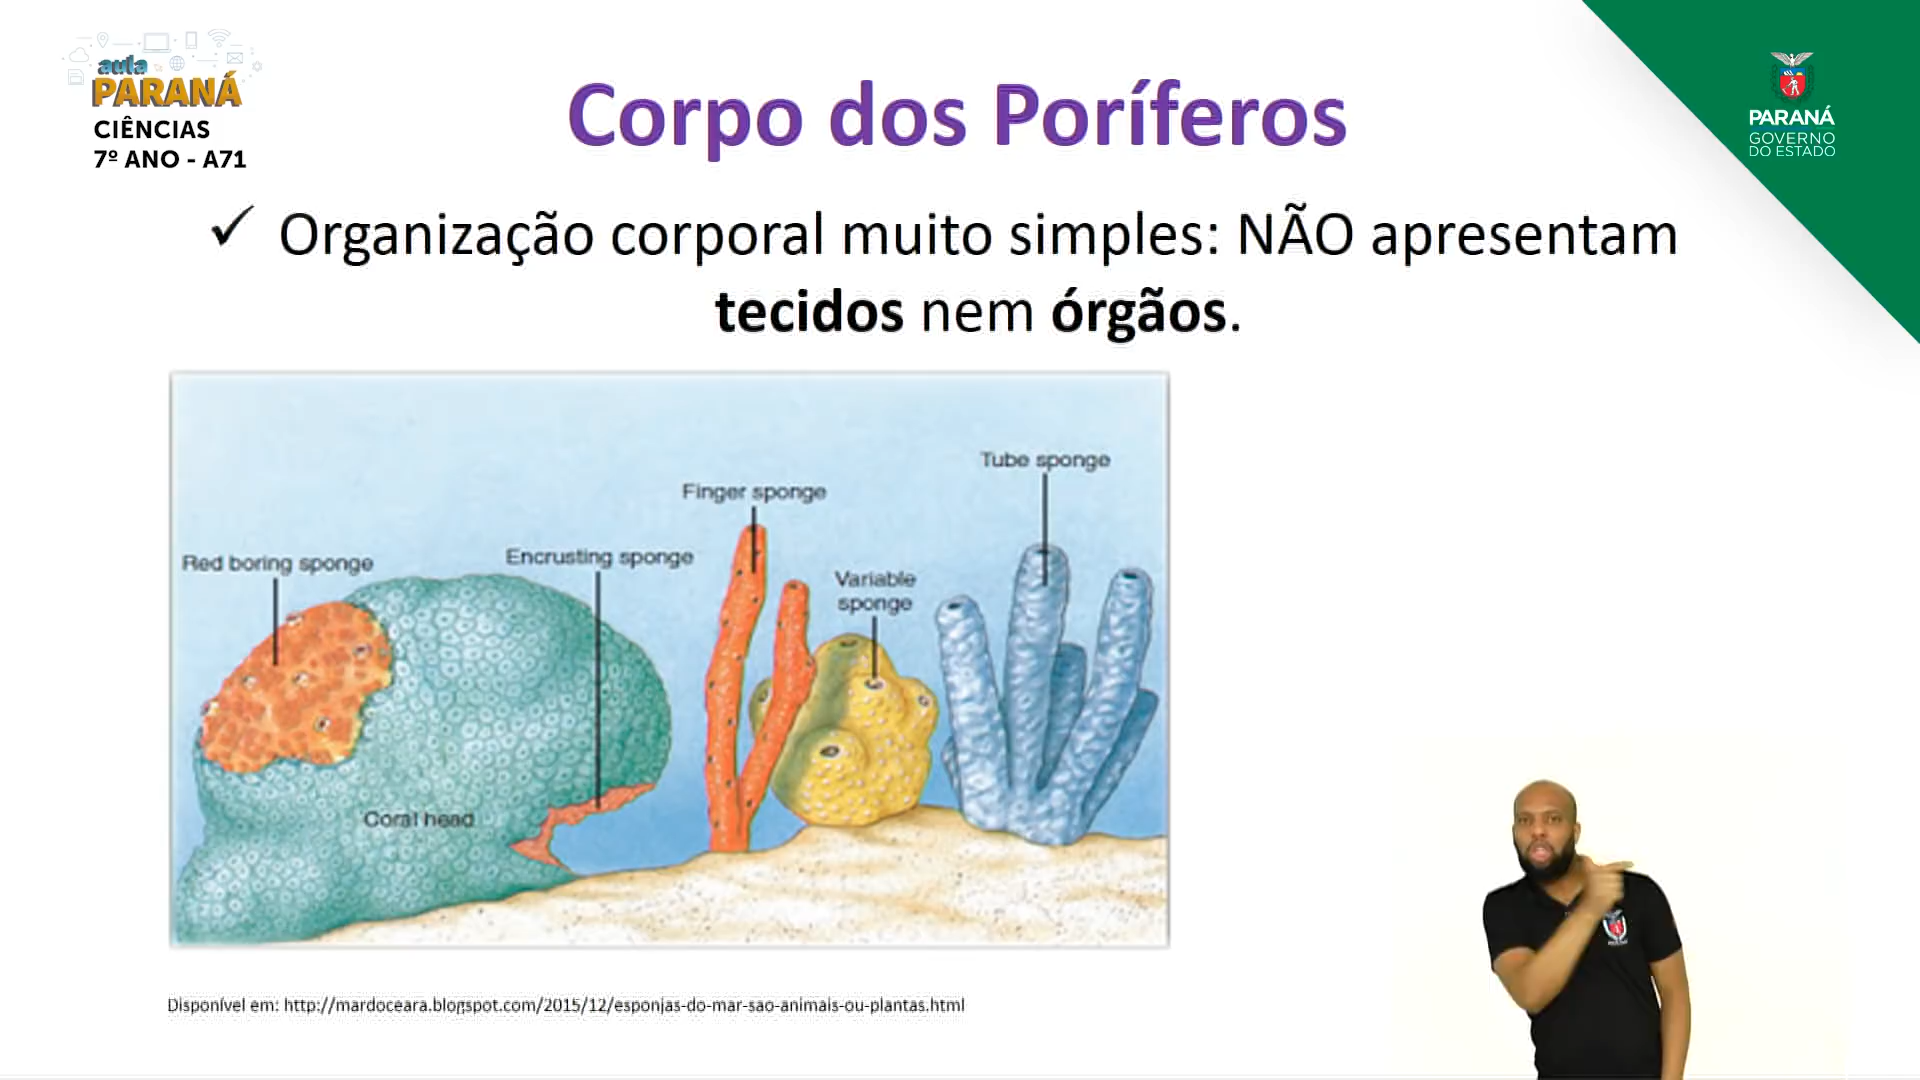 aula
PARANÁ
CIÊNCIAS
7º ANO - A71
Corpo dos Poríferos
PARANÁ
GOVERNO
DO ESTADO
✓ Organização corporal muito simples: NÃO apresentam
tecidos nem órgãos.
Tube sponge
Finger sponge
Red boring sponge
Encrusting sponge
Variable
sponge
Coral head
Disponível em: http://mardoceara.blogspot.com/2015/12/esponjas-do-mar-sao-animais-ou-plantas.html